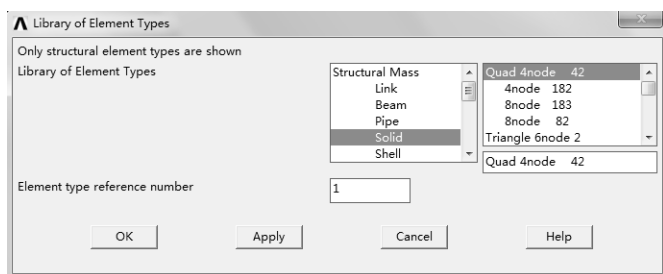 Library of Element Types
Only structural element types are shown
Library of Element Types
Structural Mass
Link
Beam
Pipe
Solid
Shell
Quad 4node 42
4node 182
8node 183
8node 82
Triangle 6node 2
Quad 4node 42
Element type reference number
1
OK
Apply
Cancel
Help